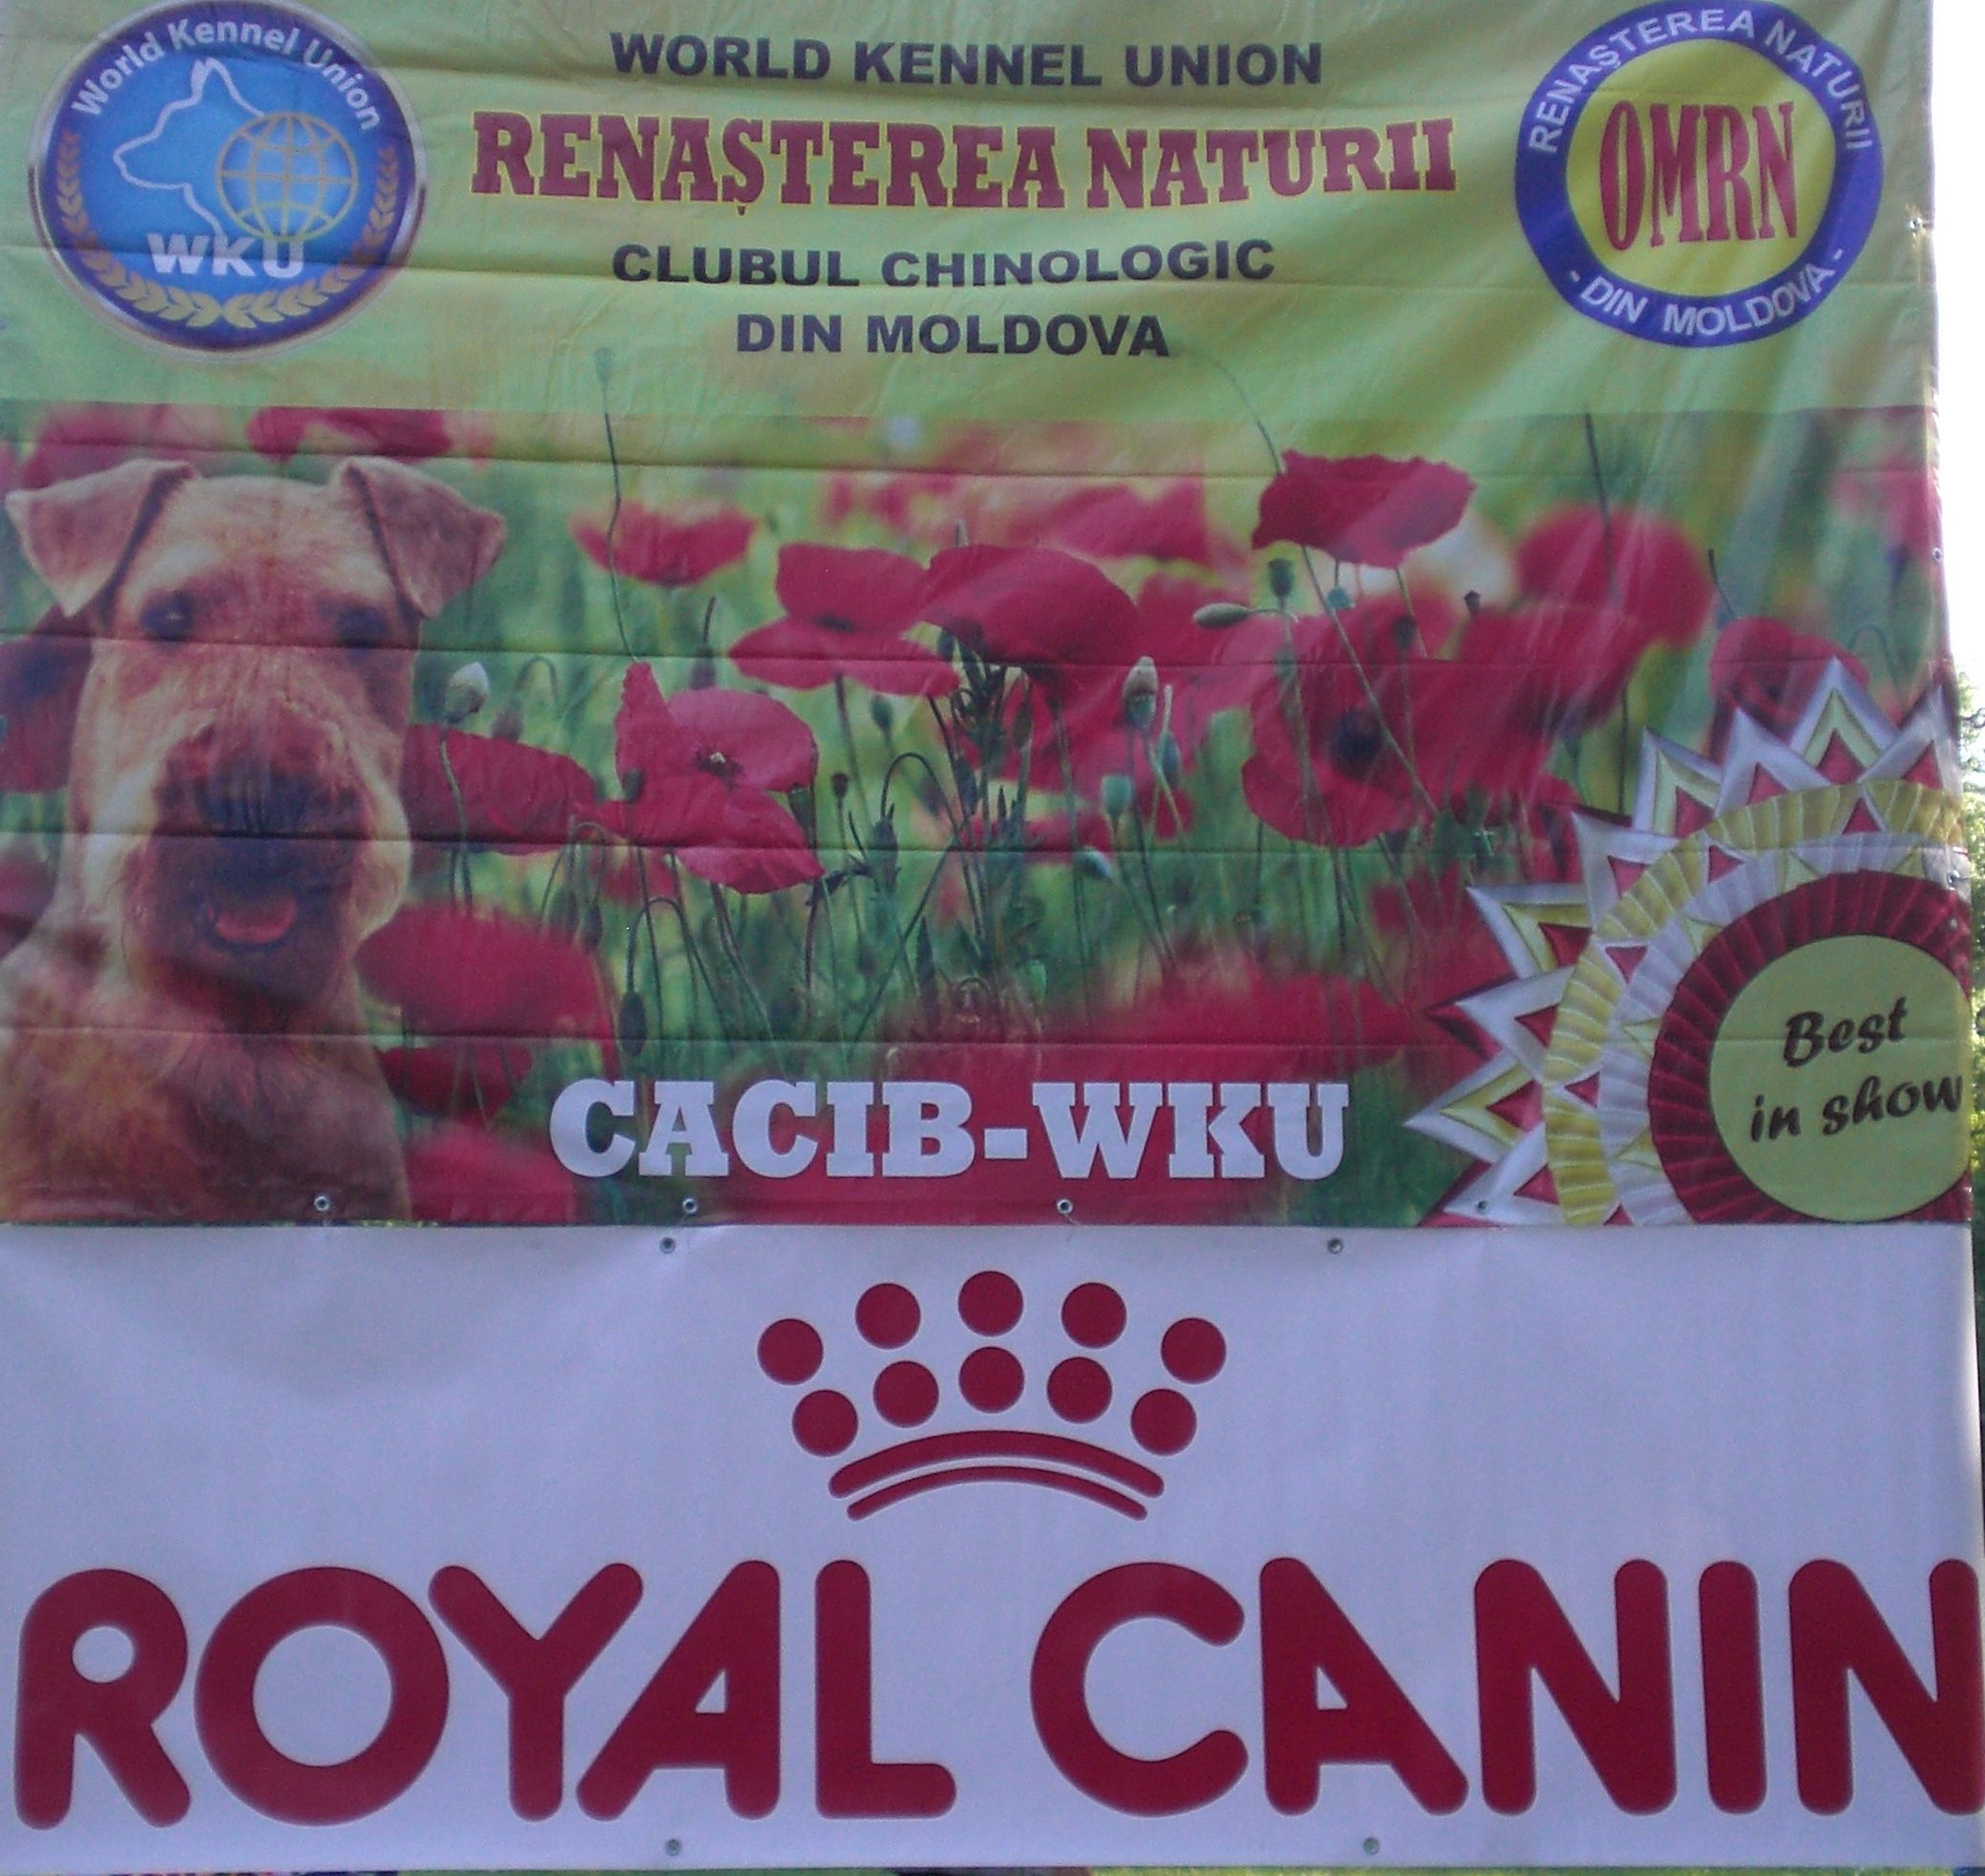 World Kennel Union
WKU
WORLD KENNEL UNION
RENAȘTEREA NATURII
CLUBUL CHINOLOGIC
DIN MOLDOVA
RENAȘTEREA NATURII
OMRN
- DIN MOLDOVA -
CACIB-WKU
Best
in show
ROYAL CANIN